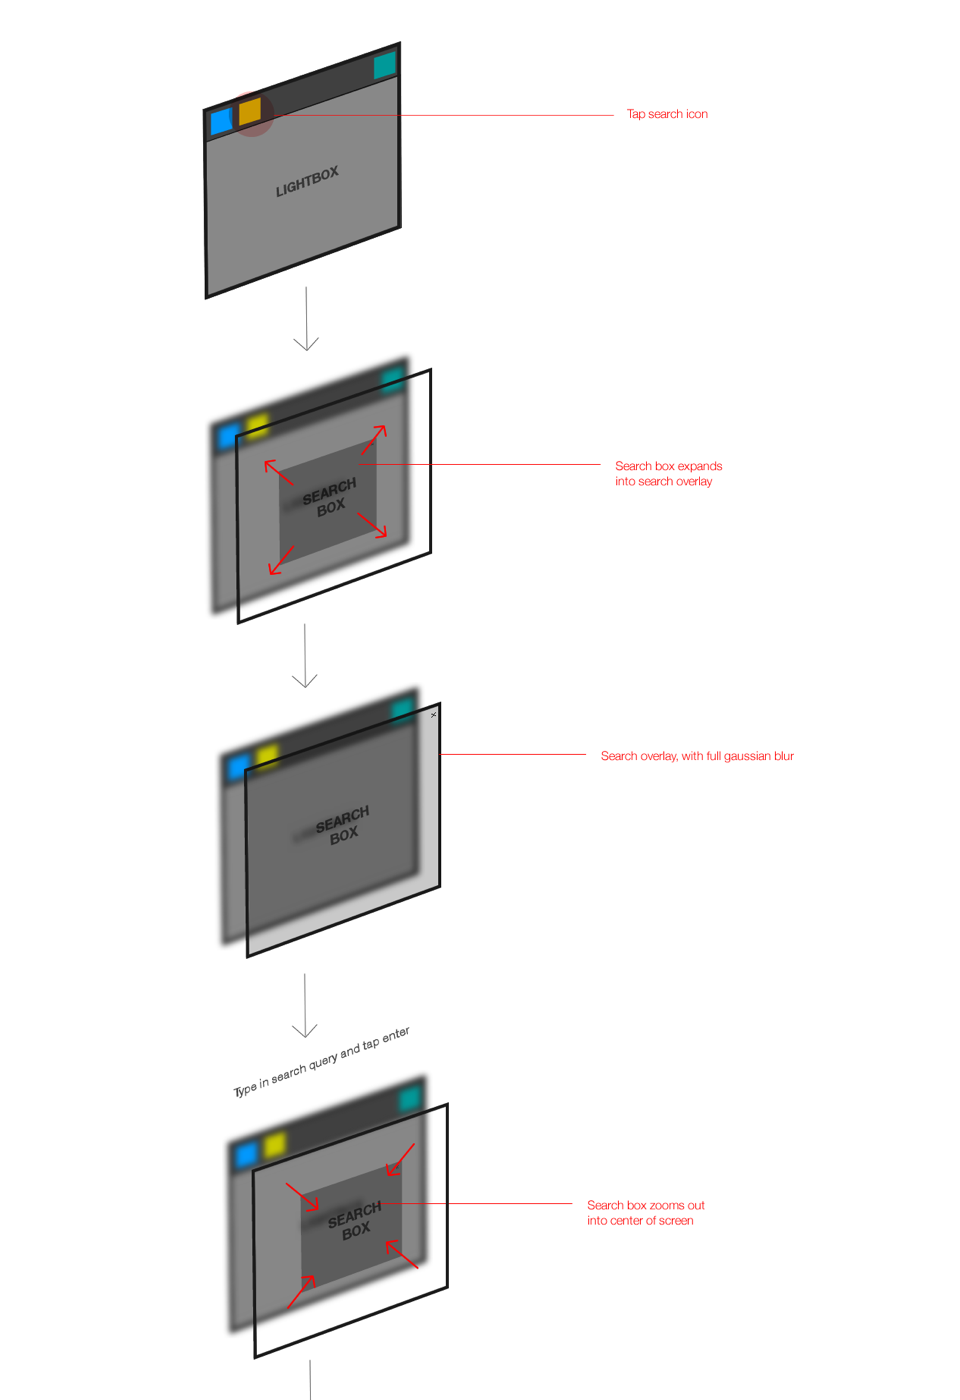 Tap search icon
LIGHTBOX
Search box expands
into search overlay
SEARCH
BOX
Search overlay, with full gaussian blur
x
SEARCH
BOX
Type in search query and tap enter
Search box zooms out
into center of screen
SEARCH
BOX